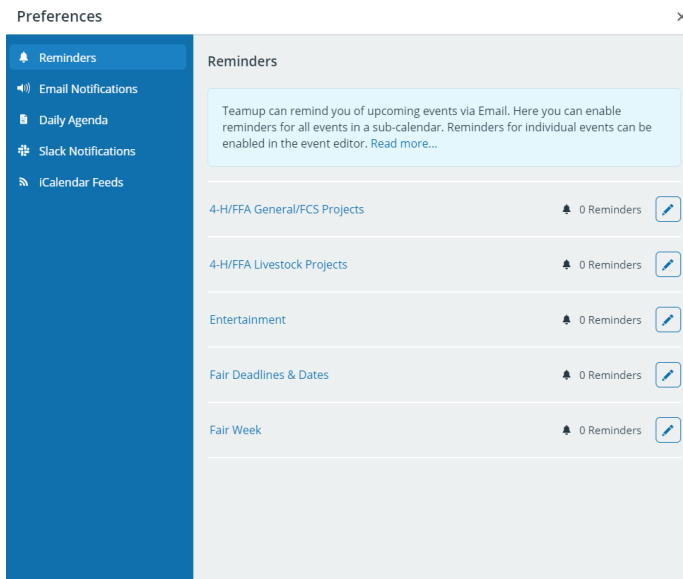 Preferences
Reminders
Email Notifications
Daily Agenda
Slack Notifications
iCalendar Feeds
Reminders
Teamup can remind you of upcoming events via Email. Here you can enable
reminders for all events in a sub-calendar. Reminders for individual events can be
enabled in the event editor. Read more...
4-H/FFA General/FCS Projects 0 Reminders
4-H/FFA Livestock Projects 0 Reminders
Entertainment 0 Reminders
Fair Deadlines & Dates 0 Reminders
Fair Week 0 Reminders